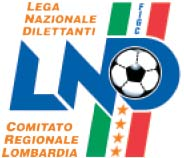 LEGA
NAZIONALE
DILETTANTI
FIGC
LND
COMITATO
REGIONALE
LOMBARDIA